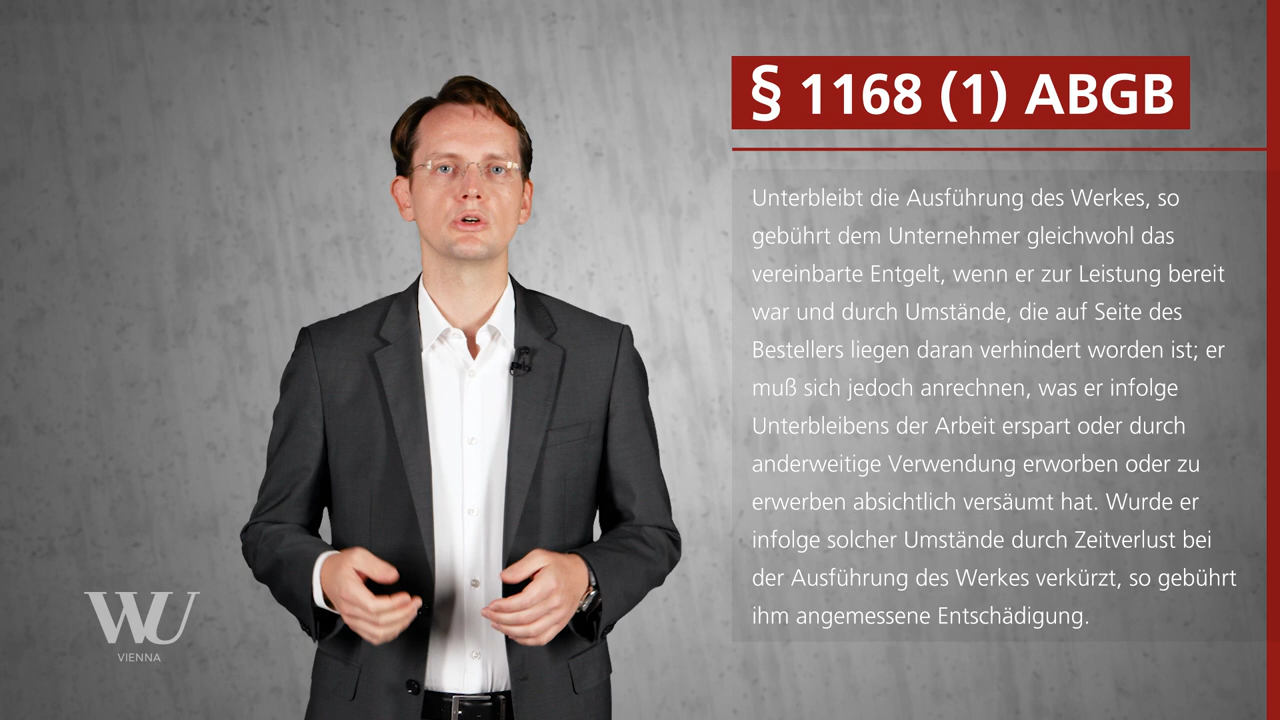 § 1168 (1) ABGB
Unterbleibt die Ausführung des Werkes, so
gebührt dem Unternehmer gleichwohl das
vereinbarte Entgelt, wenn er zur Leistung bereit
war und durch Umstände, die auf Seite des
Bestellers liegen daran verhindert worden ist; er
muß sich jedoch anrechnen, was er infolge
Unterbleibens der Arbeit erspart oder durch
anderweitige Verwendung erworben oder zu
erwerben absichtlich versäumt hat. Wurde er
infolge solcher Umstände durch Zeitverlust bei
der Ausführung des Werkes verkürzt, so gebührt
ihm angemessene Entschädigung.
WU
VIENNA